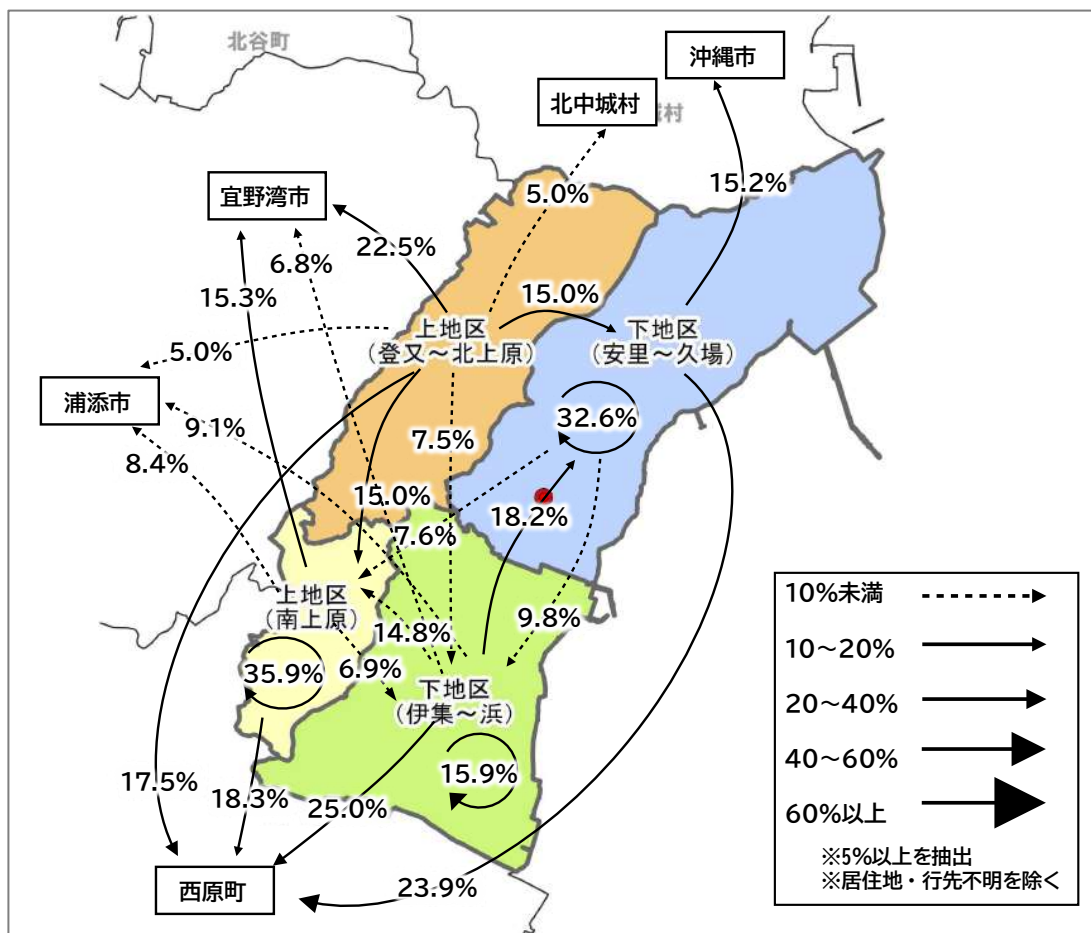 北谷町
沖縄市
北中城村
城村
宜野湾市
15.2%
5.0%
22.5%
6.8%
15.3%
15.0%
上地区
(登又～北上原)
下地区
(安里～久場)
5.0%
浦添市
9.1%
32.6%
7.5%
8.4%
15.0%
18.2%
7.6%
上地区
(南上原)
14.8%
9.8%
35.9%
6.9%
下地区
(伊集～浜)
15.9%
17.5%
18.3%
25.0%
西原町
23.9%
10%未満
10～20%
20～40%
40～60%
60%以上
※5%以上を抽出
※居住地・行先不明を除く